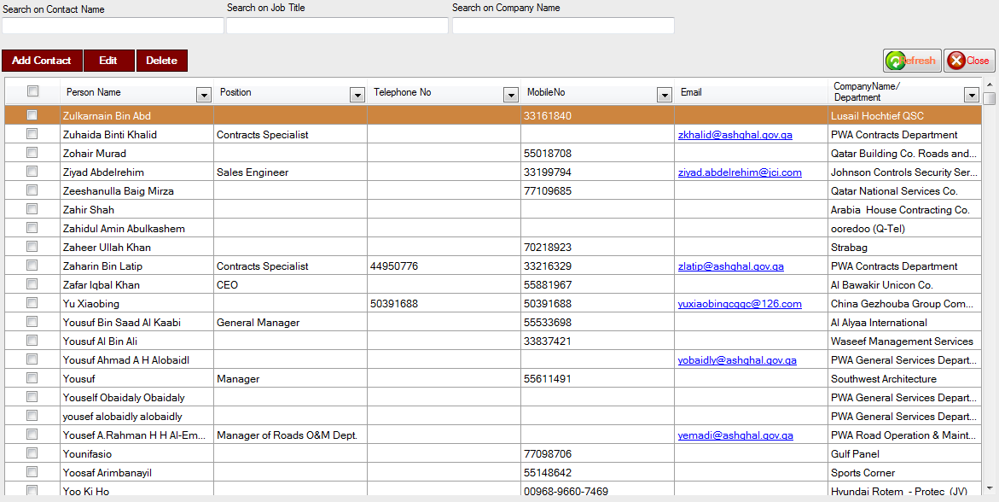 Search on Contact Name Search on Job Title Search on Company Name
Add Contact Edit Delete Refresh Close
Person Name Position Telephone No MobileNo Email CompanyName/
Department
Zulkarnain Bin Abd 33161840 Lusail Hochtief QSC
Zuhaida Binti Khalid Contracts Specialist zkhalid@ashghal.gov.qa PWA Contracts Department
Zohair Murad 55018708 Qatar Building Co. Roads and...
Ziyad Abdelrehim Sales Engineer 33199794 ziyad.abdelrehim@jci.com Johnson Controls Security Ser...
Zeeshanulla Baig Mirza 77109685 Qatar National Services Co.
Zahir Shah Arabia House Contracting Co.
Zahidul Amin Abulkashem ooredoo (Q-Tel)
Zaheer Ullah Khan 70218923 Strabag
Zaharin Bin Latip Contracts Specialist 44950776 33216329 zlatip@ashghal.gov.qa PWA Contracts Department
Zafar Iqbal Khan CEO 55881967 Al Bawakir Unicon Co.
Yu Xiaobing 50391688 50391688 yuxiaobingcggc@126.com China Gezhouba Group Com...
Yousuf Bin Saad Al Kaabi General Manager 55533698 Al Alyaa International
Yousuf Al Bin Ali 33837421 Waseef Management Services
Yousuf Ahmad A H Alobaidl yobaidly@ashghal.gov.qa PWA General Services Depart...
Yousuf Manager 55611491 Southwest Architecture
Youself Obaidaly Obaidaly PWA General Services Depart...
yousef alobaidly alobaidly PWA General Services Depart...
Yousef A.Rahman H H Al-Em... Manager of Roads O&M Dept. yemadi@ashghal.gov.qa PWA Road Operation & Maint...
Younifasio 77098706 Gulf Panel
Yoosaf Arimbanayil 55148642 Sports Corner
Yoo Ki Ho 00968-9660-7469 Hyundai Rotem - Protec (JV)